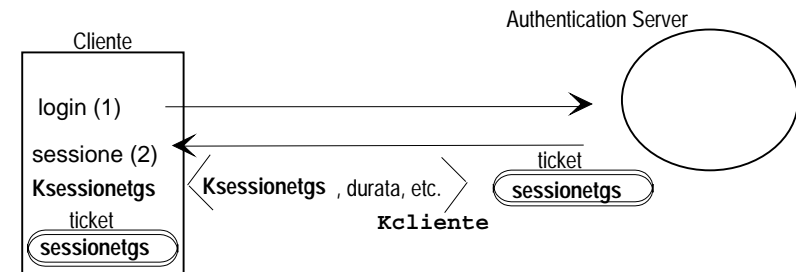 Authentication Server
Cliente
login (1)
sessione (2)
Ksessionetgs
Ksessionetgs , durata, etc.
Kcliente
ticket
sessionetgs
ticket
sessionetgs